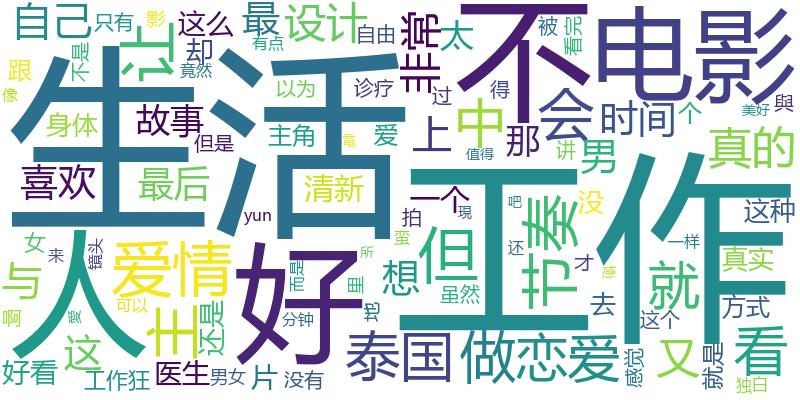 自己
只有
影
让
这么
最
设计
有点
自由
却
竟然
不是
跟
像
非常
太
看完
被
不
电影
生活
以为
诊疗
过
得
会
时间
个
美好
與
身体
故事
但是
主角
爱
上
中
那
值得
讲
男
真的
喜欢
最后
清新
一个
工作
没
这种
女
来
镜头
人
爱情
yun
好
拍
現
吧
还
节奏
一样
真实
与
啊
这
可以
愛
主
还是
而是
分钟
里
所
地
蛮
想
但
虽然
才
去
感
就
这个
方式
好看
工作狂
医生
男女
片
没有
泰国
做
恋爱
感觉
又
就是
看
独白
電